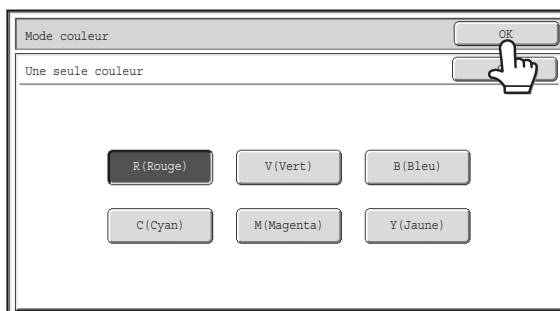 Mode couleur
OK
Une seule couleur
R(Rouge) V(Vert) B(Bleu)
C(Cyan) M(Magenta) Y(Jaune)